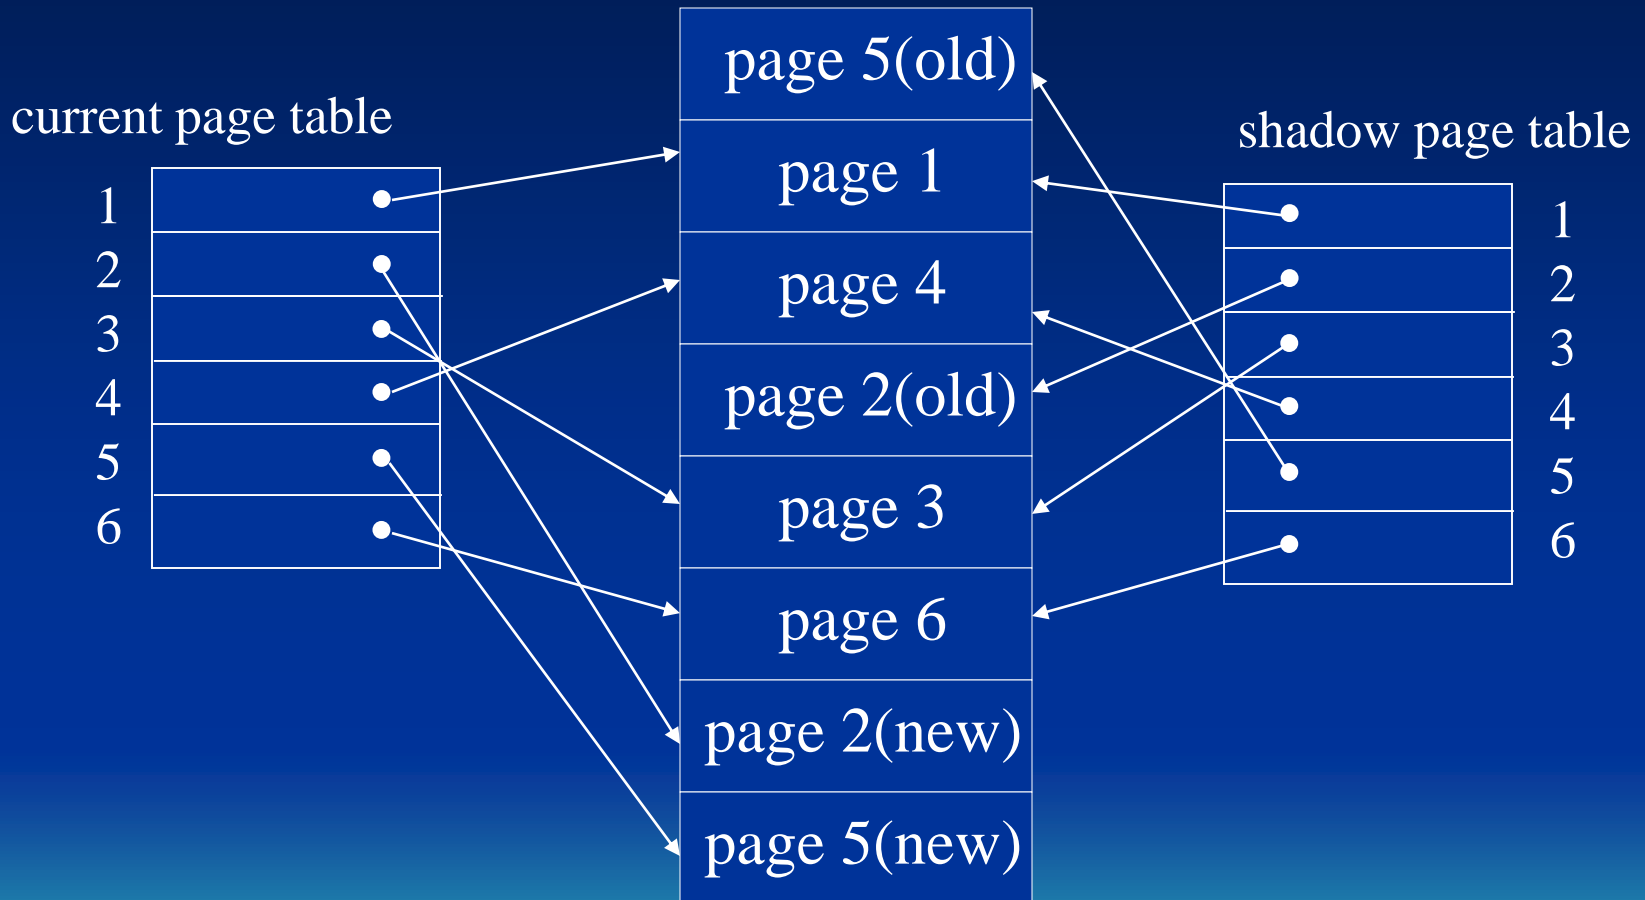 current page table
1
2
3
4
5
6
page 5(old)
page 1
page 4
page 2(old)
page 3
page 6
page 2(new)
page 5(new)
shadow page table
1
2
3
4
5
6